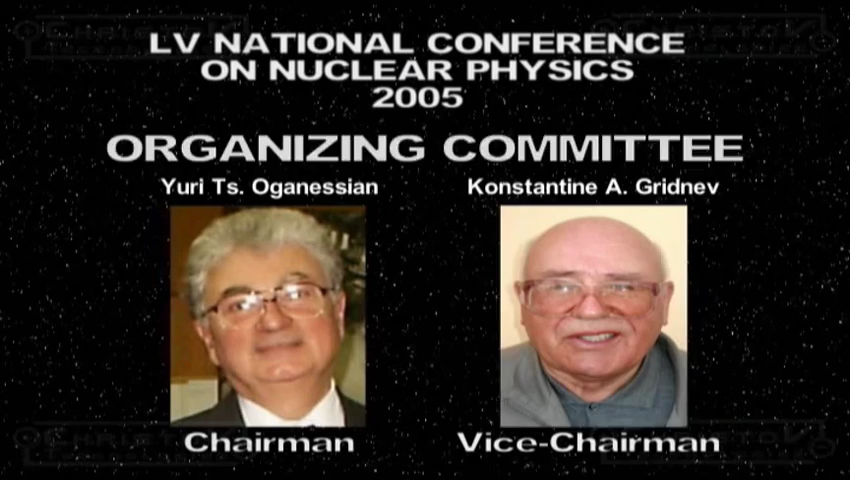 LV NATIONAL CONFERENCE
ON NUCLEAR PHYSICS
2005
ORGANIZING COMMITTEE
Yuri Ts. Oganessian
Konstantine A. Gridnev
Chairman
Vice-Chairman